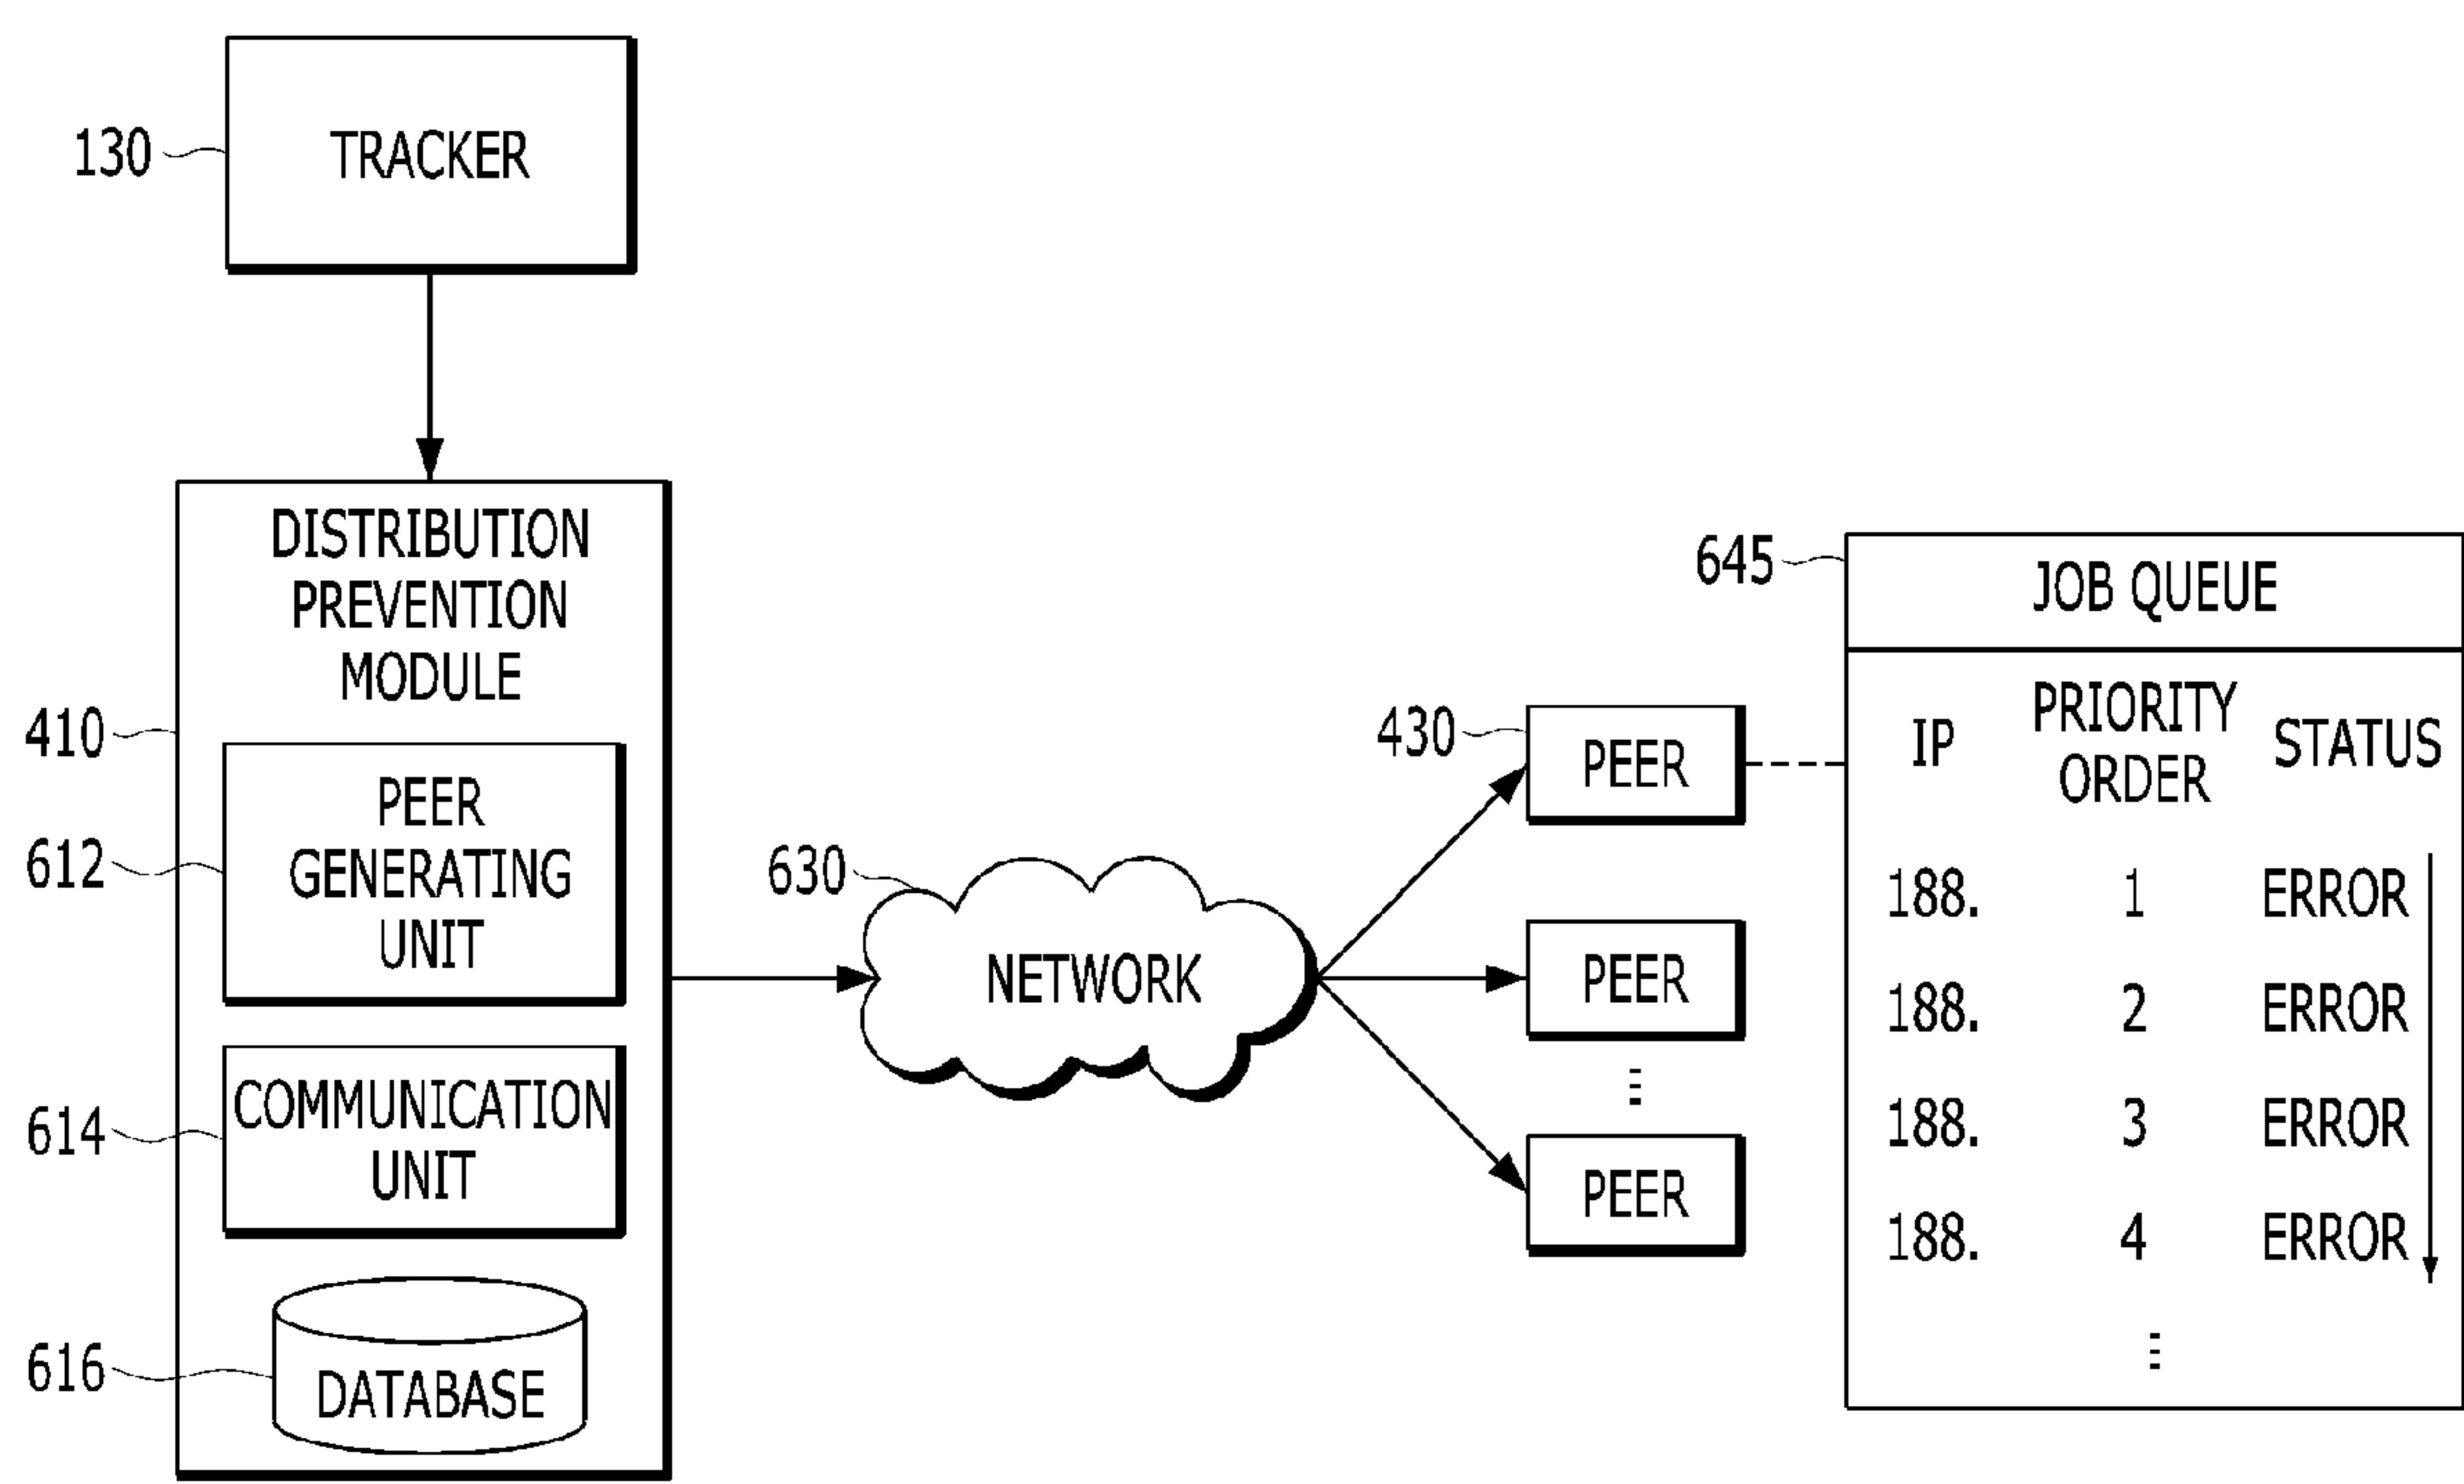 130
TRACKER
DISTRIBUTION
PREVENTION
MODULE
410
PEER
GENERATING
UNIT
612
COMMUNICATION
UNIT
614
DATABASE
616
630
NETWORK
430
PEER
PEER
PEER
645
JOB QUEUE
IP PRIORITY ORDER STATUS
188. 1 ERROR
188. 2 ERROR
188. 3 ERROR
188. 4 ERROR